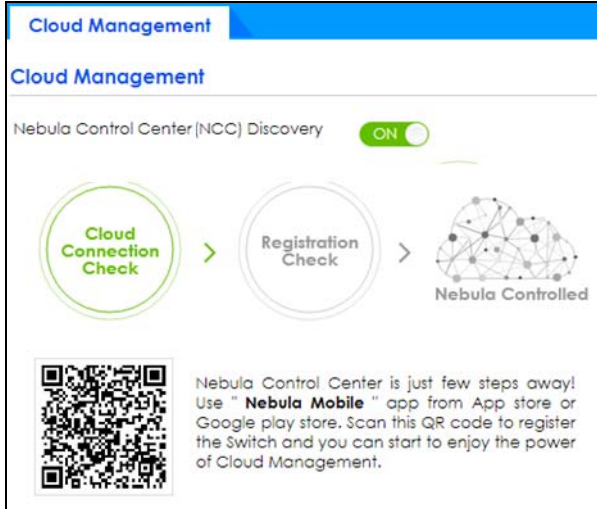 Cloud Management
Cloud Management
Nebula Control Center (NCC) Discovery
ON
Cloud
Connection
Check
>
Registration
Check
>
Nebula Controlled
Nebula Control Center is just few steps away!
Use " Nebula Mobile " app from App store or
Google play store. Scan this QR code to register
the Switch and you can start to enjoy the power
of Cloud Management.